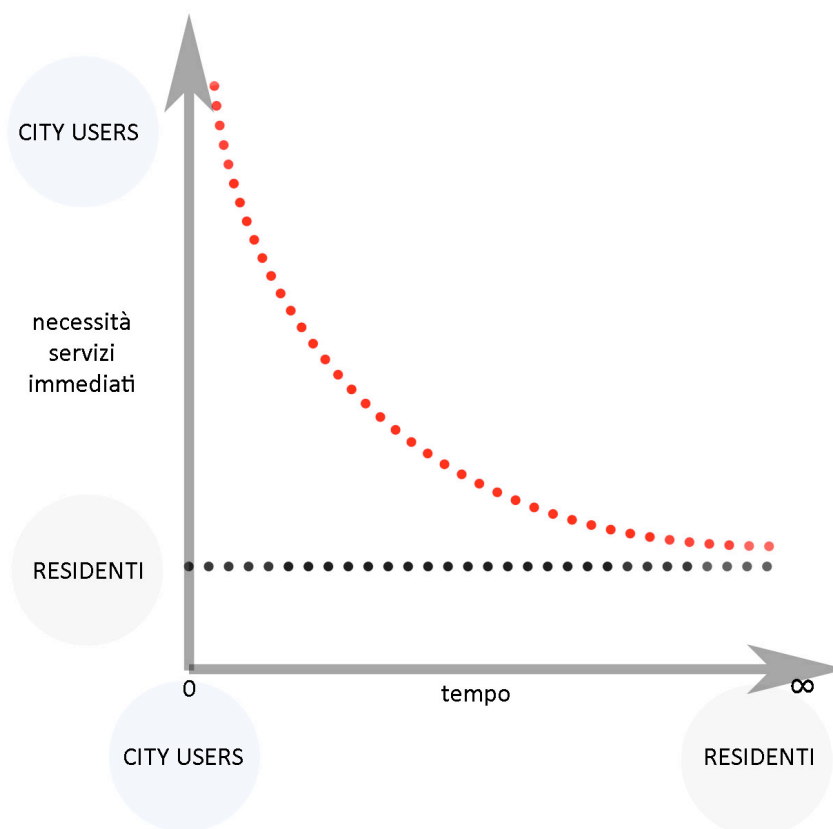 CITY USERS
necessità
servizi
immediati
RESIDENTI
0
tempo
∞
CITY USERS
RESIDENTI